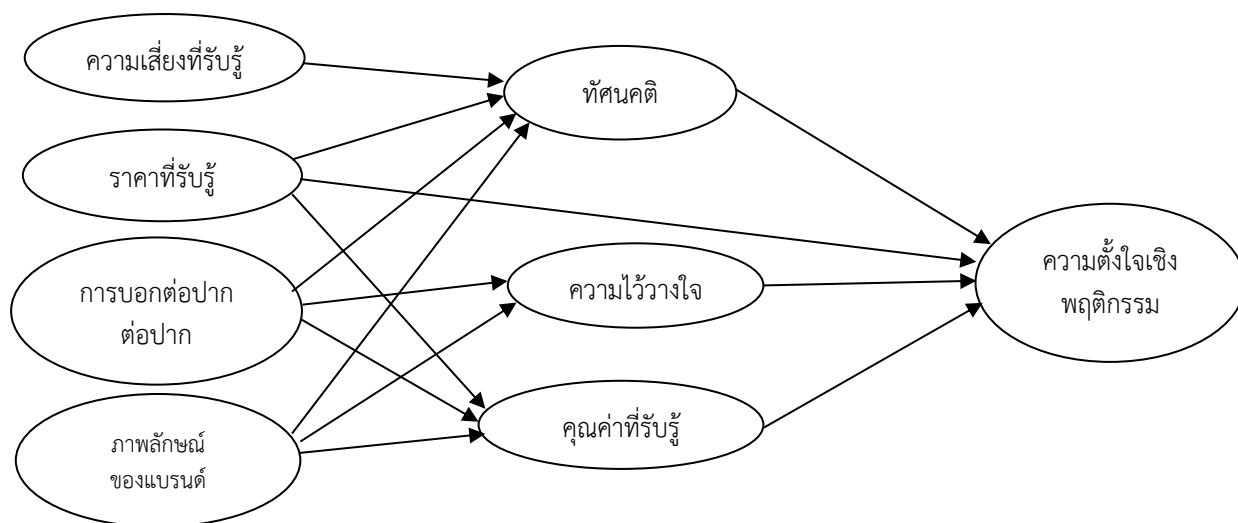 ความเสี่ยงที่รับรู้
ราคาที่รับรู้
การบอกต่อปาก
ต่อปาก
ภาพลักษณ์
ของแบรนด์
ทัศนคติ
ความไว้วางใจ
คุณค่าที่รับรู้
ความตั้งใจเชิง
พฤติกรรม